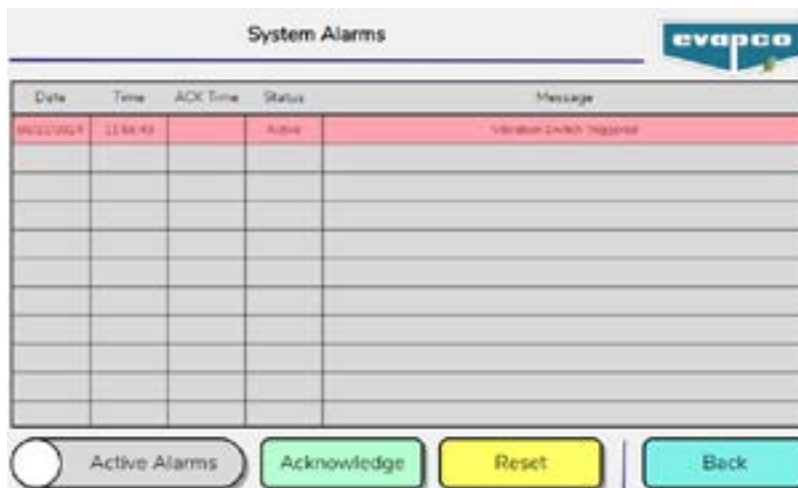 System Alarms
evapco
Date Time ACK Time Status Message
Active Vibration Switch Triggered
Active Alarms Acknowledge Reset Back